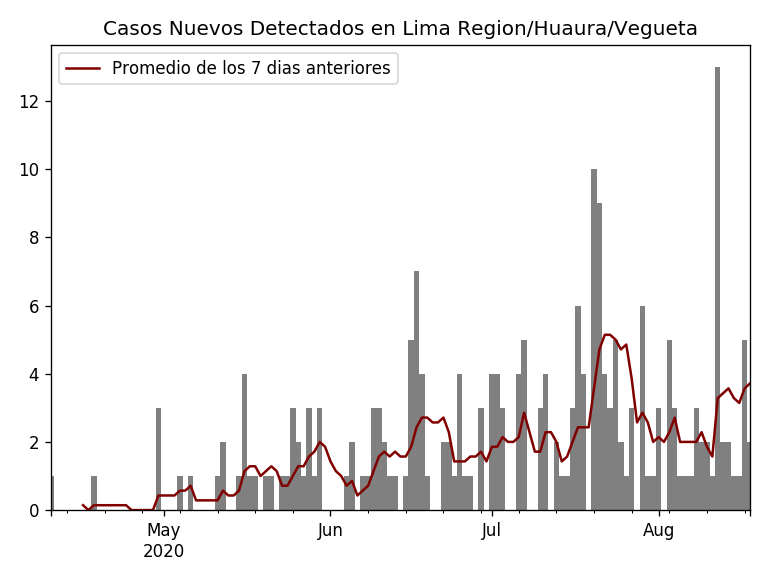 Casos Nuevos Detectados en Lima Region/Huaura/Vegueta
Promedio de los 7 dias anteriores
12
10
8
6
4
2
0
May
2020
Jun
Jul
Aug